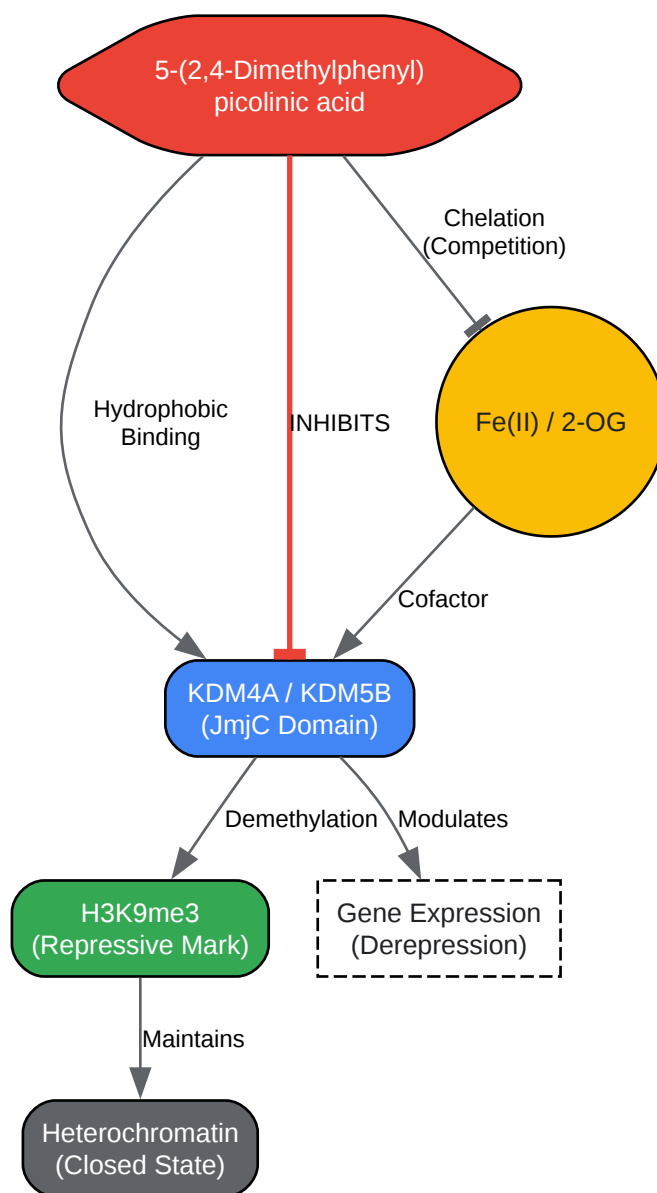 5-(2,4-Dimethylphenyl)
picolinic acid
Chelation
(Competition)
Hydrophobic
Binding
INHIBITS
Fe(II) / 2-OG
Cofactor
KDM4A / KDM5B
(JmjC Domain)
Demethylation
Modulates
H3K9me3
(Repressive Mark)
Gene Expression
(Derepression)
Maintains
Heterochromatin
(Closed State)